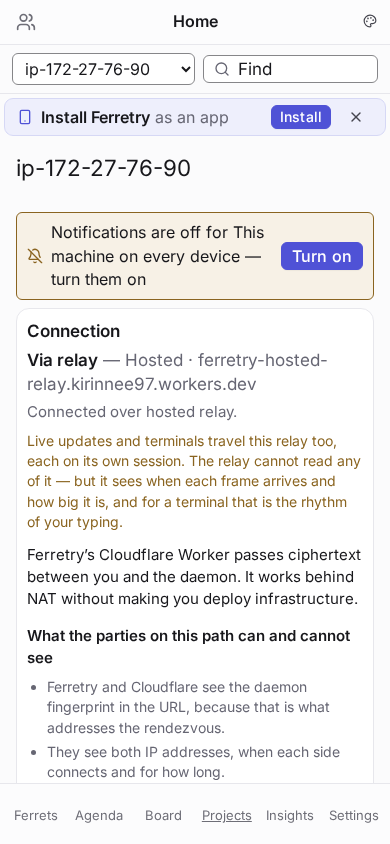 Home
ip-172-27-76-90
Find
Install Ferretry as an app
Install
ip-172-27-76-90
Notifications are off for This
machine on every device —
turn them on
Turn on
Connection
Via relay — Hosted · ferretry-hosted-
relay.kirinnee97.workers.dev
Connected over hosted relay.
Live updates and terminals travel this relay too,
each on its own session. The relay cannot read any
of it — but it sees when each frame arrives and
how big it is, and for a terminal that is the rhythm
of your typing.
Ferretry’s Cloudflare Worker passes ciphertext
between you and the daemon. It works behind
NAT without making you deploy infrastructure.
What the parties on this path can and cannot
see
• Ferretry and Cloudflare see the daemon
fingerprint in the URL, because that is what
addresses the rendezvous.
• They see both IP addresses, when each side
connects and for how long.
Ferrets
Agenda
Board
Projects
Insights
Settings